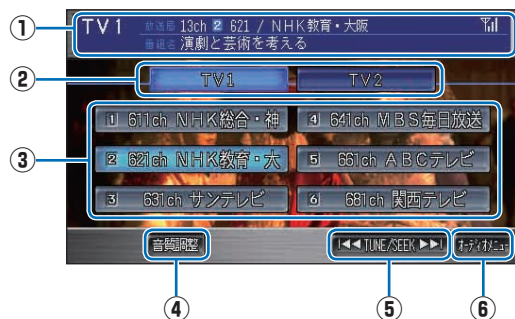 ① TV1 放送局 13ch 2 621 / NHK教育・大阪
番組名 演劇と芸術を考える
② TV1 TV2
③ 1 611ch NHK総合・神 4 641ch MBS毎日放送
2 621ch NHK教育・大 5 661ch ABCテレビ
3 631ch サンテレビ 6 681ch 関西テレビ
音質調整 I◀◀ TUNE/SEEK ▶▶I オーディオメニュー
④ ⑤ ⑥